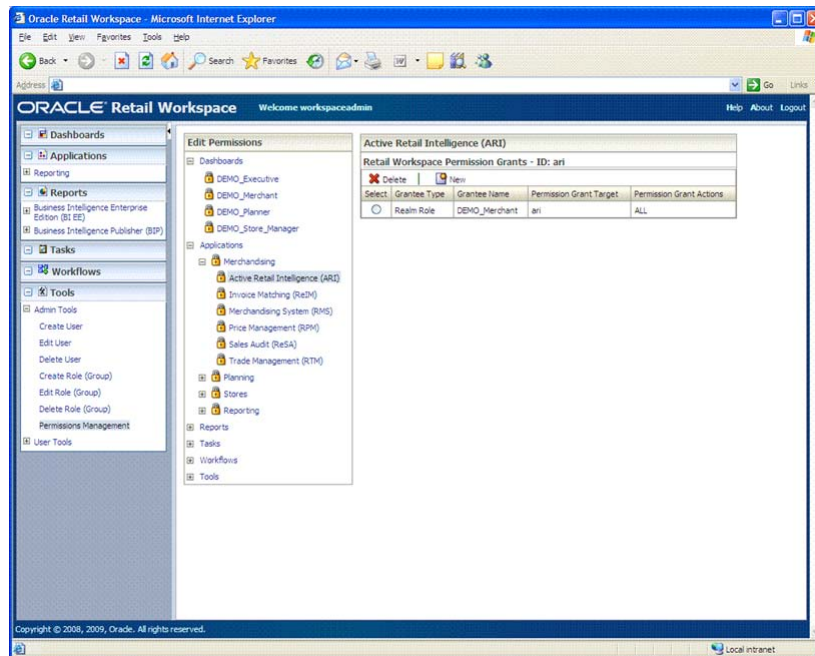 Oracle Retail Workspace - Microsoft Internet Explorer
File Edit View Favorites Tools Help
Back Search Favorites
Address Go Links
ORACLE Retail Workspace Welcome workspaceadmin Help About Logout
Dashboards
Applications
Reporting
Reports
Business Intelligence Enterprise
Edition (BI EE)
Business Intelligence Publisher (BIP)
Tasks
Workflows
Tools
Admin Tools
Create User
Edit User
Delete User
Create Role (Group)
Edit Role (Group)
Delete Role (Group)
Permissions Management
User Tools
Edit Permissions
Dashboards
DEMO_Executive
DEMO_Merchant
DEMO_Planner
DEMO_Store_Manager
Applications
Merchandising
Active Retail Intelligence (ARI)
Invoice Matching (ReIM)
Merchandising System (RMS)
Price Management (RPM)
Sales Audit (ReSA)
Trade Management (RTM)
Planning
Stores
Reporting
Reports
Tasks
Workflows
Tools
Active Retail Intelligence (ARI)
Retail Workspace Permission Grants - ID: ari
Delete New
Select Grantee Type Grantee Name Permission Grant Target Permission Grant Actions
Realm Role DEMO_Merchant ari ALL
Copyright © 2008, 2009, Oracle. All rights reserved.
Local intranet